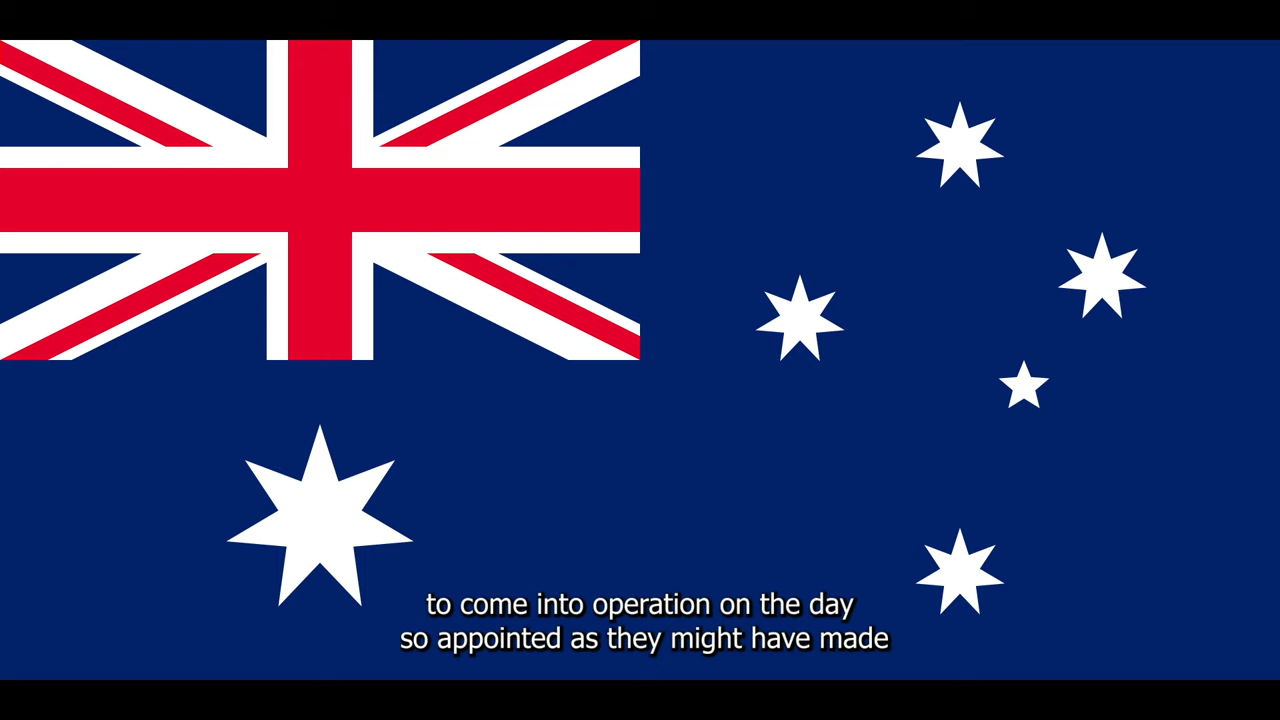 to come into operation on the day
so appointed as they might have made